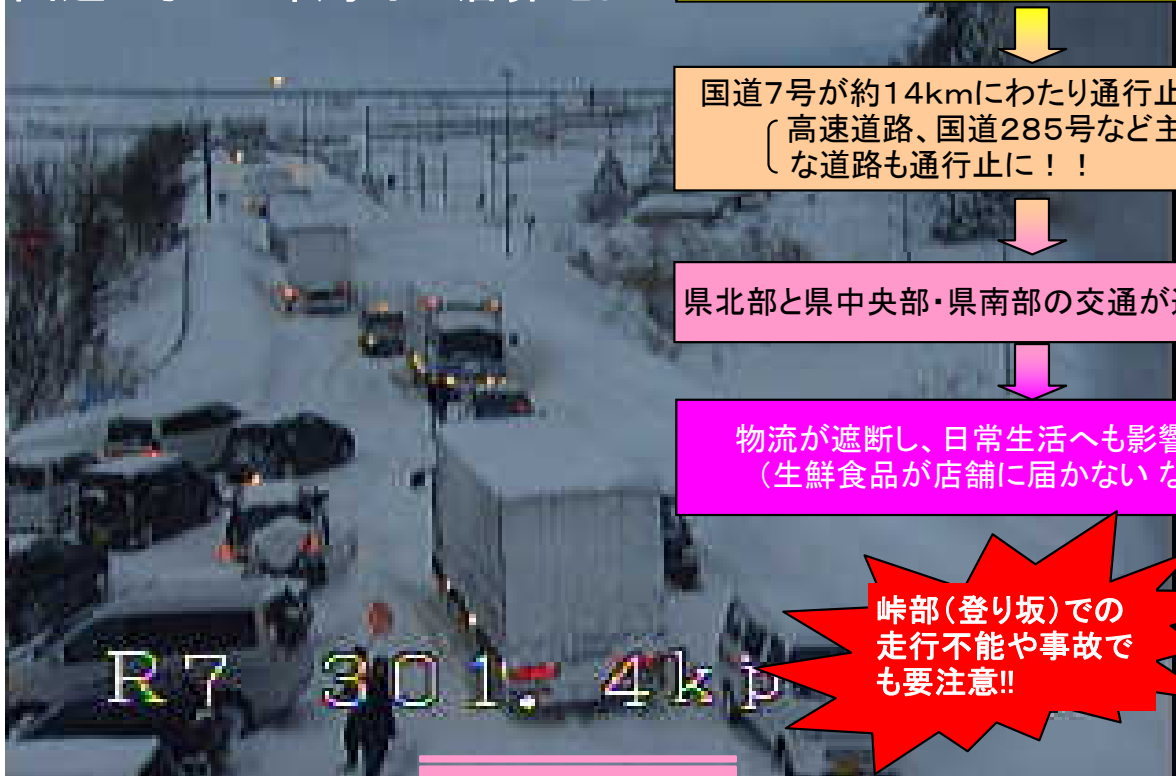 国道7号が約14kmにわたり通行止
高速道路、国道285号など主
な道路も通行止に！！
県北部と県中央部・県南部の交通が
物流が遮断し、日常生活へも影響
（生鮮食品が店舗に届かない な
峠部（登り坂）での
走行不能や事故で
も要注意!!
R7 301.4kp